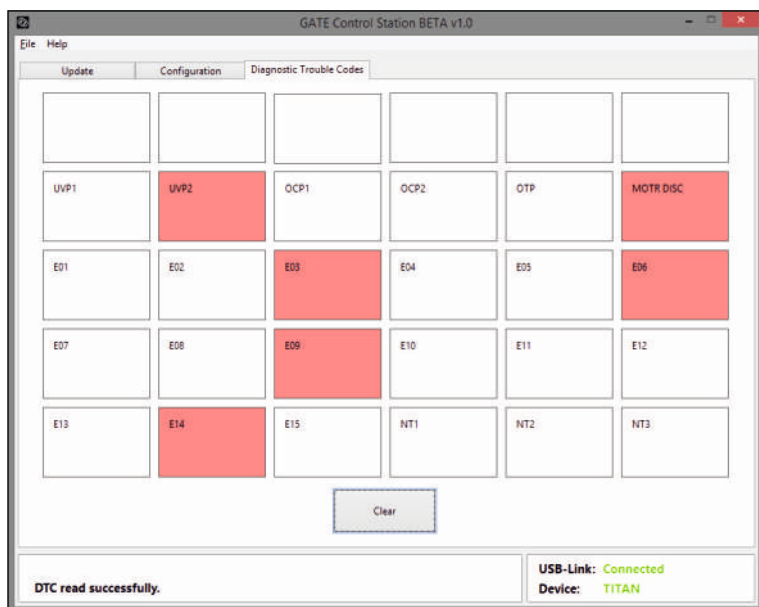 GATE Control Station BETA v1.0
File Help
Update Configuration Diagnostic Trouble Codes
UVP1 UVP2 OCP1 OCP2 OTP MOTR DISC
E01 E02 E03 E04 E05 E06
E07 E08 E09 E10 E11 E12
E13 E14 E15 NT1 NT2 NT3
Clear
DTC read successfully.
USB-Link: Connected
Device: TITAN